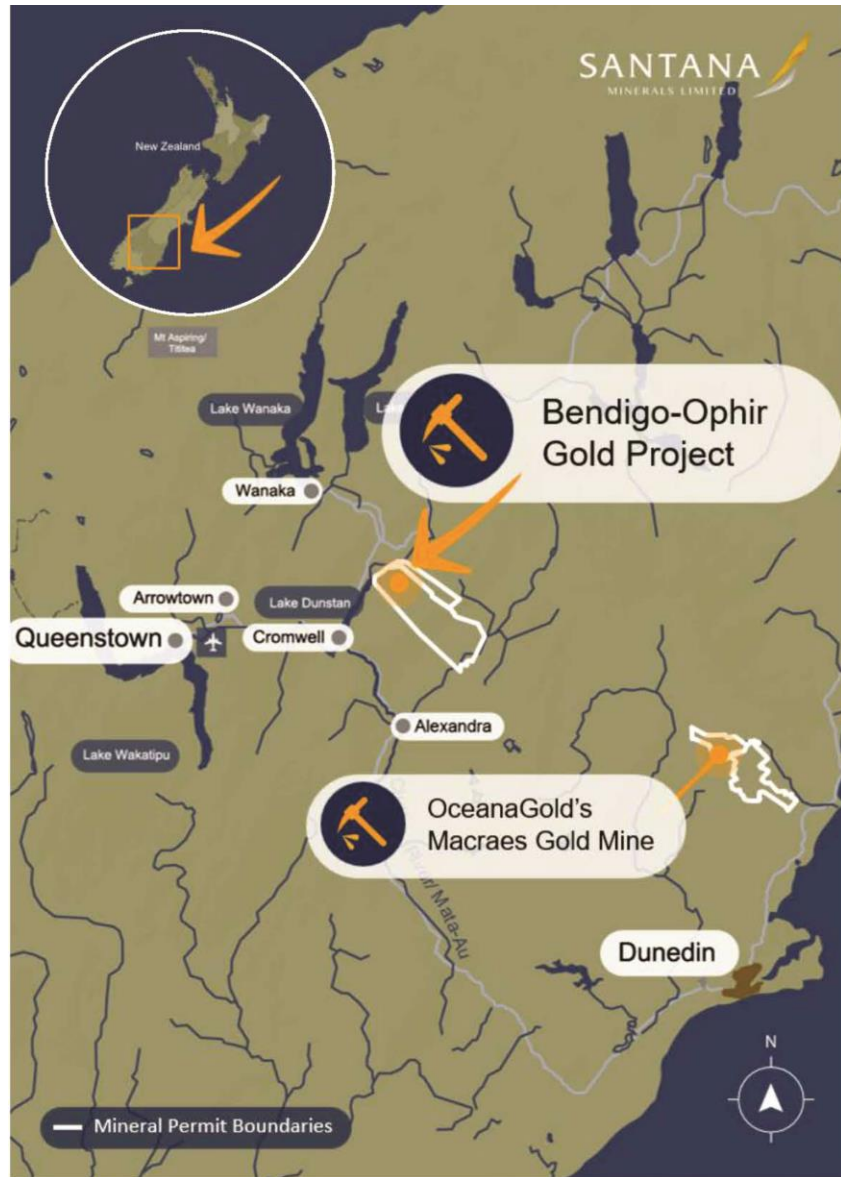 SANTANA
MINERALS LIMITED
New Zealand
Mt Aspiring/
Tititea
Lake Wanaka
Bendigo-Ophir
Gold Project
Wanaka
Arrowtown
Lake Dunstan
Queenstown
Cromwell
Alexandra
Lake Wakatipu
OceanaGold's
Macraes Gold Mine
River/ Mata-Au
Dunedin
N
Mineral Permit Boundaries